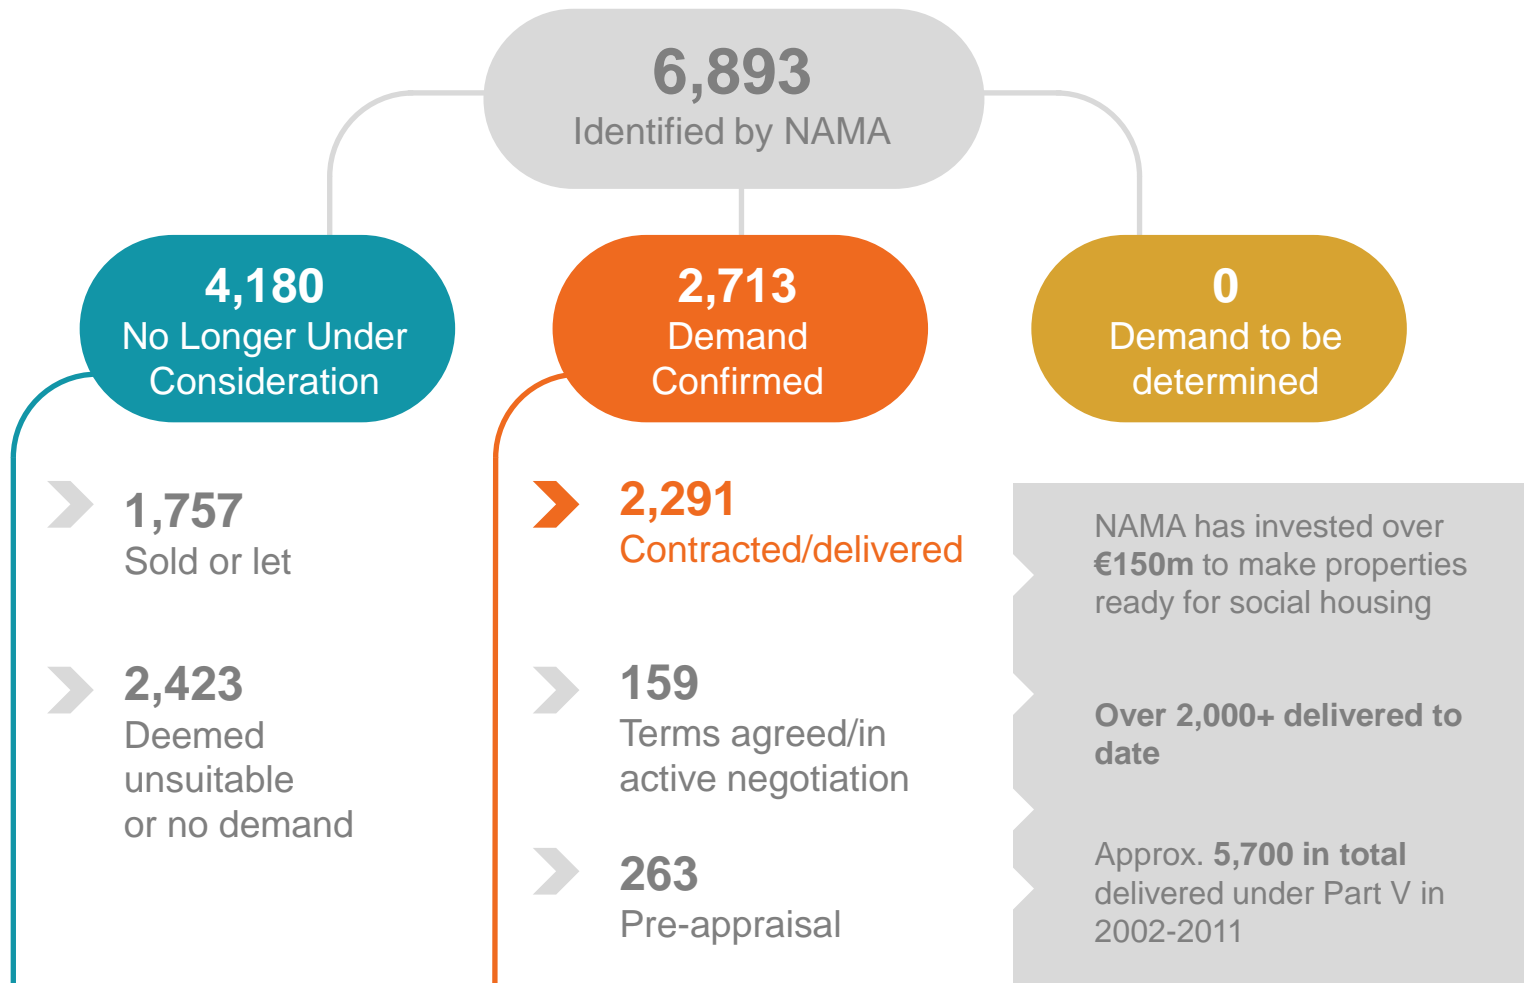 6,893
Identified by NAMA
4,180
No Longer Under
Consideration
2,713
Demand
Confirmed
0
Demand to be
determined
1,757
Sold or let
2,423
Deemed
unsuitable
or no demand
2,291
Contracted/delivered
159
Terms agreed/in
active negotiation
263
Pre-appraisal
NAMA has invested over
€150m to make properties
ready for social housing
Over 2,000+ delivered to
date
Approx. 5,700 in total
delivered under Part V in
2002-2011